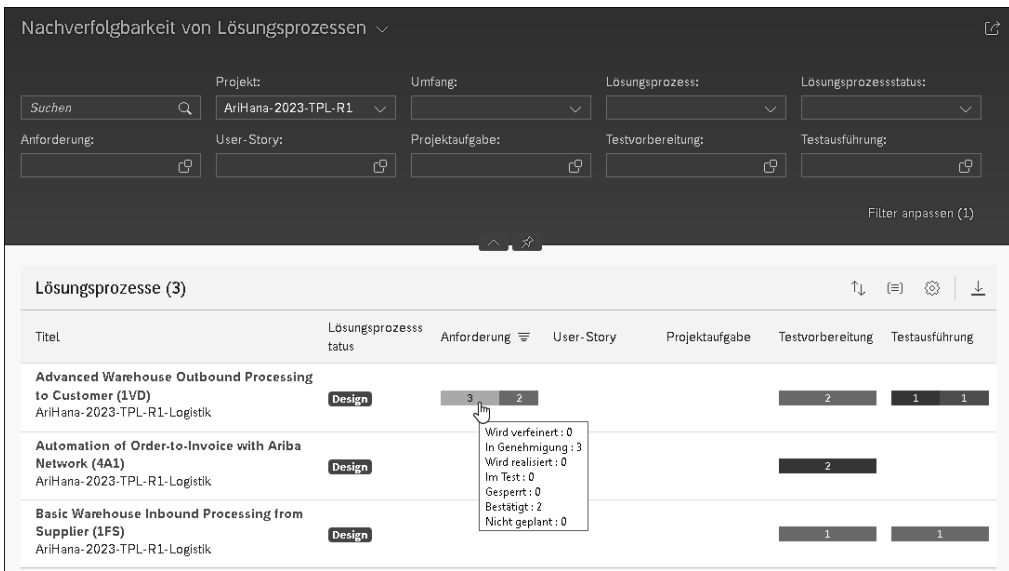 Nachverfolgbarkeit von Lösungsprozessen
Projekt:
Umfang:
Lösungsprozess:
Lösungsprozessstatus:
Suchen
AriHana-2023-TPL-R1
Anforderung:
User-Story:
Projektaufgabe:
Testvorbereitung:
Testausführung:
Filter anpassen (1)
Lösungsprozesse (3)
Titel
Lösungsprozesss
tatus
Anforderung
User-Story
Projektaufgabe
Testvorbereitung
Testausführung
Advanced Warehouse Outbound Processing
to Customer (1VD)
AriHana-2023-TPL-R1-Logistik
Design
3
2
2
1
1
Wird verfeinert : 0
In Genehmigung : 3
Wird realisiert : 0
Im Test : 0
Gesperrt : 0
Bestätigt : 2
Nicht geplant : 0
Automation of Order-to-Invoice with Ariba
Network (4A1)
AriHana-2023-TPL-R1-Logistik
Design
2
Basic Warehouse Inbound Processing from
Supplier (1FS)
AriHana-2023-TPL-R1-Logistik
Design
1
1